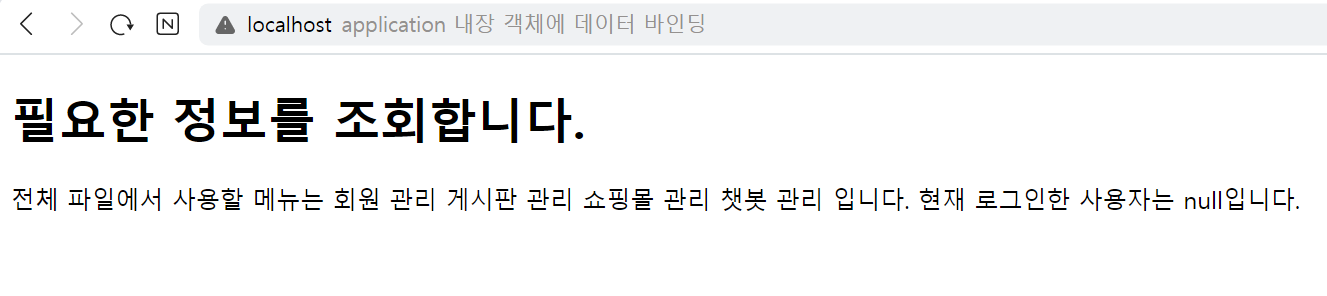 N localhost application 내장 객체에 데이터 바인딩
필요한 정보를 조회합니다.
전체 파일에서 사용할 메뉴는 회원 관리 게시판 관리 쇼핑몰 관리 챗봇 관리 입니다. 현재 로그인한 사용자는 null입니다.